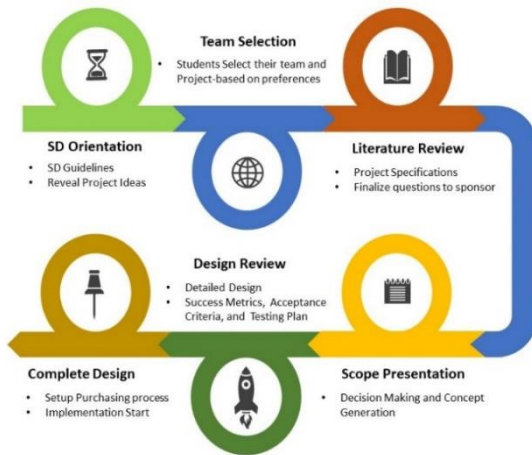 Team Selection
• Students Select their team and
Project-based on preferences
SD Orientation
• SD Guidelines
• Reveal Project Ideas
Literature Review
• Project Specifications
• Finalize questions to sponsor
Design Review
• Detailed Design
• Success Metrics, Acceptance
Criteria, and Testing Plan
Complete Design
• Setup Purchasing process
• Implementation Start
Scope Presentation
• Decision Making and Concept
Generation